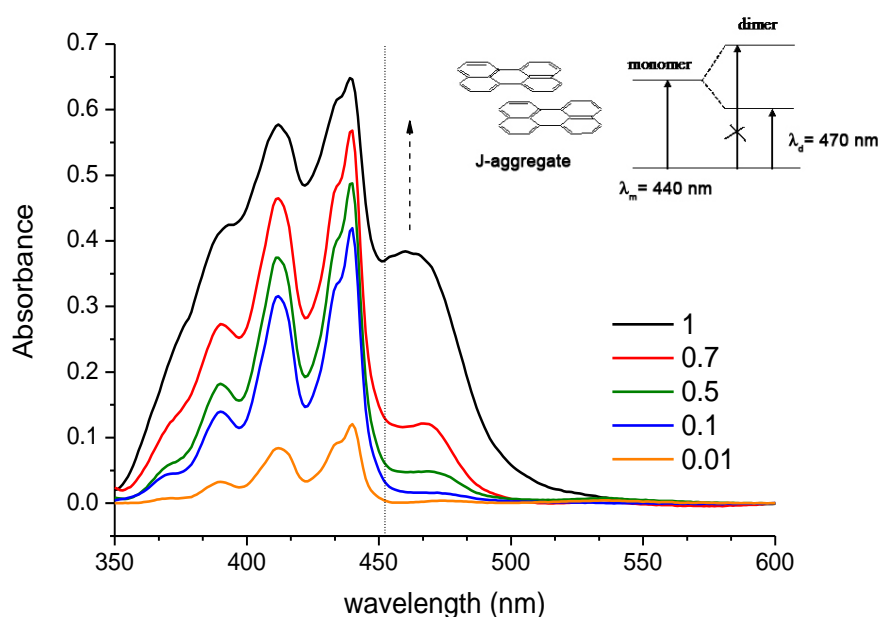 dimer
monomer
λd = 470 nm
J-aggregate
λm = 440 nm
0.7
0.6
0.5
0.4
0.3
0.2
0.1
0.0
Absorbance
1
0.7
0.5
0.1
0.01
350
400
450
500
550
600
wavelength (nm)